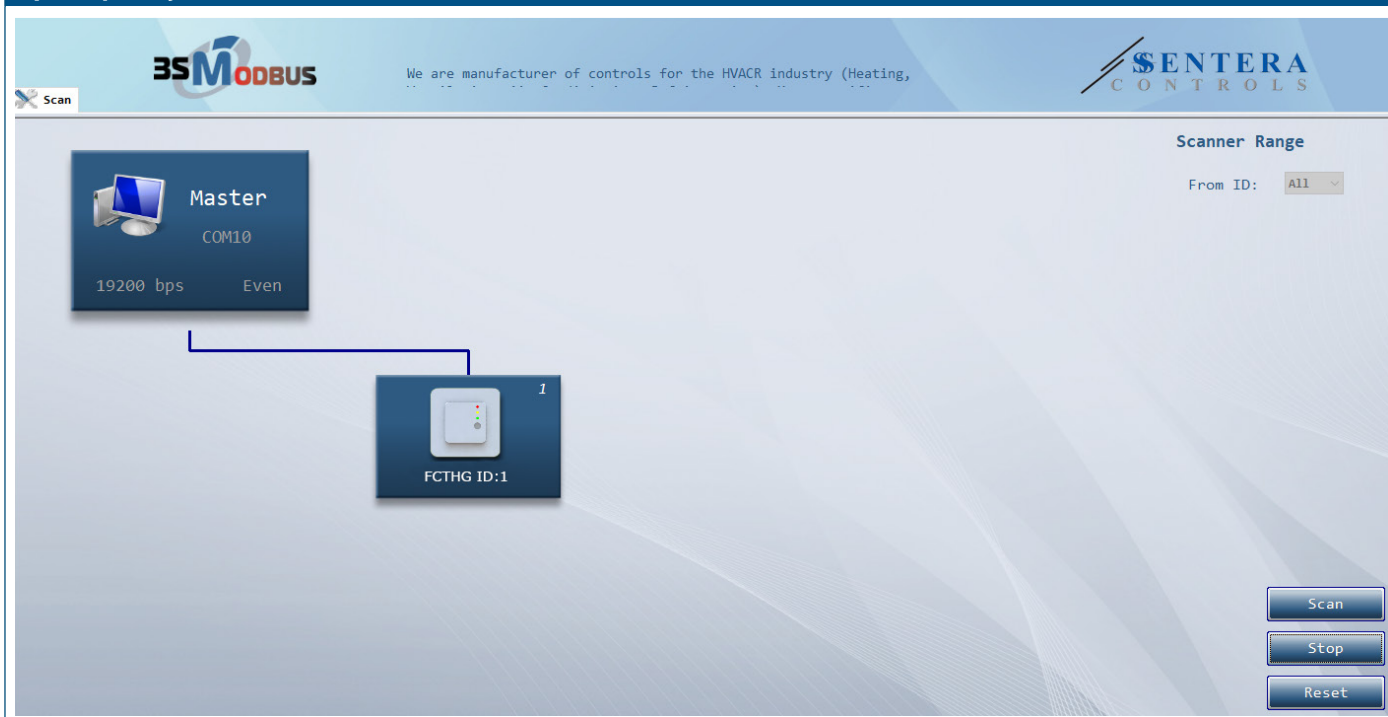 3SMODBUS
We are manufacturer of controls for the HVACR industry (Heating,
SENTERA
CONTROLS
Scan
Scanner Range
From ID: All
Master
COM10
19200 bps Even
1
FCTHG ID:1
Scan
Stop
Reset